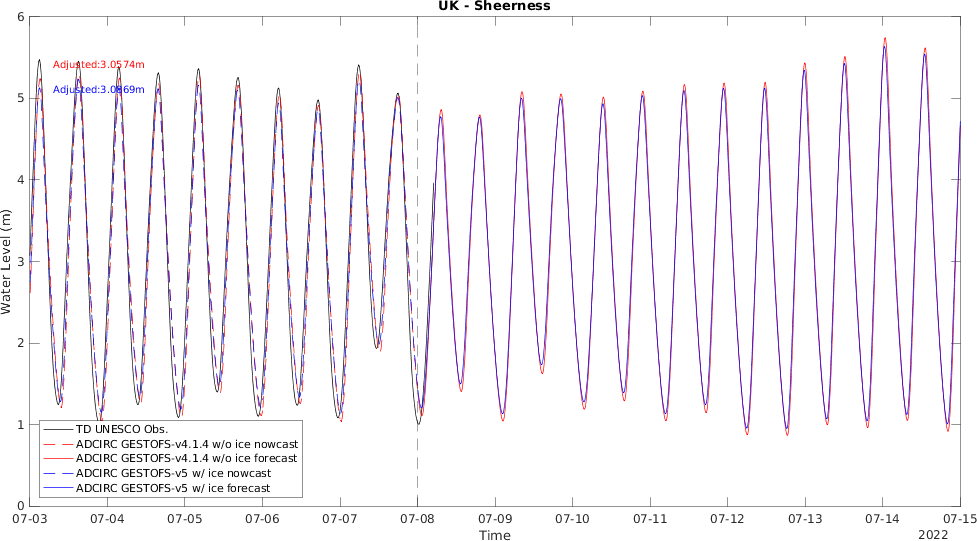 UK - Sheerness
6
5
4
3
2
1
0
Water Level (m)
Adjusted:3.0574m
Adjusted:3.0869m
TD UNESCO Obs.
ADCIRC GESTOFS-v4.1.4 w/o ice nowcast
ADCIRC GESTOFS-v4.1.4 w/o ice forecast
ADCIRC GESTOFS-v5 w/ ice nowcast
ADCIRC GESTOFS-v5 w/ ice forecast
07-03 07-04 07-05 07-06 07-07 07-08 07-09 07-10 07-11 07-12 07-13 07-14 07-15
Time
2022